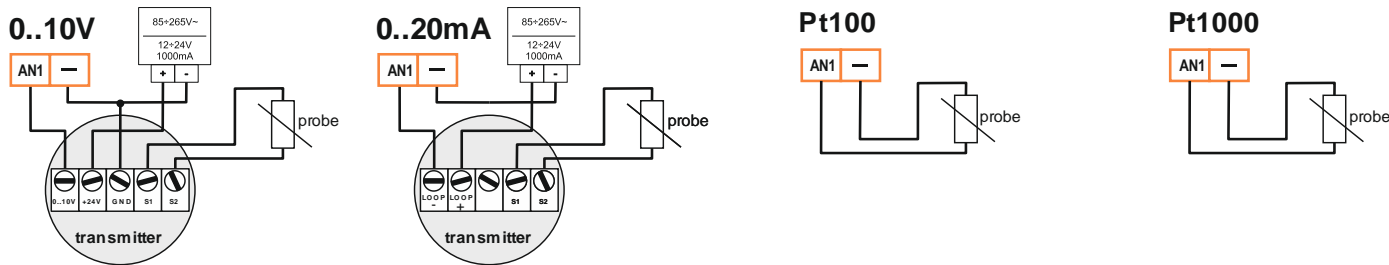 0..10V
AN1 –
85÷265V~
12÷24V
1000mA
+ -
probe
0..10V +24V GND S1 S2
transmitter
0..20mA
AN1 –
85÷265V~
12÷24V
1000mA
+ -
probe
LOOP - LOOP + S1 S2
transmitter
Pt100
AN1 –
probe
Pt1000
AN1 –
probe